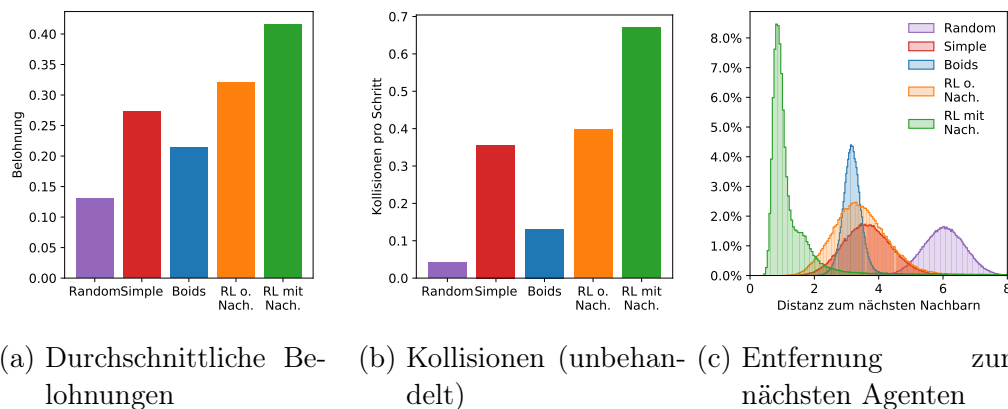 0.40
0.35
0.30
0.25
0.20
0.15
0.10
0.05
0.00
Belohnung
Random Simple Boids RL o. Nach. RL mit Nach.
0.7
0.6
0.5
0.4
0.3
0.2
0.1
0.0
Kollisionen pro Schritt
Random Simple Boids RL o. Nach. RL mit Nach.
8.0%
7.0%
6.0%
5.0%
4.0%
3.0%
2.0%
1.0%
0.0%
0 2 4 6 8
Distanz zum nächsten Nachbarn
Random
Simple
Boids
RL o.
Nach.
RL mit
Nach.
(a) Durchschnittliche Be-
lohnungen
(b) Kollisionen (unbehan-
delt)
(c) Entfernung zum
nächsten Agenten